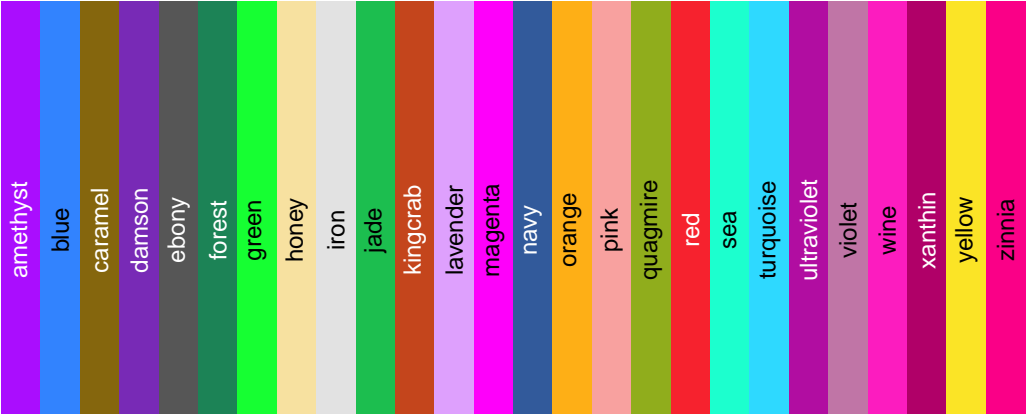 amethyst
blue
caramel
damson
ebony
forest
green
honey
iron
jade
kingcrab
lavender
magenta
navy
orange
pink
quagmire
red
sea
turquoise
ultraviolet
violet
wine
xanthin
yellow
zinnia